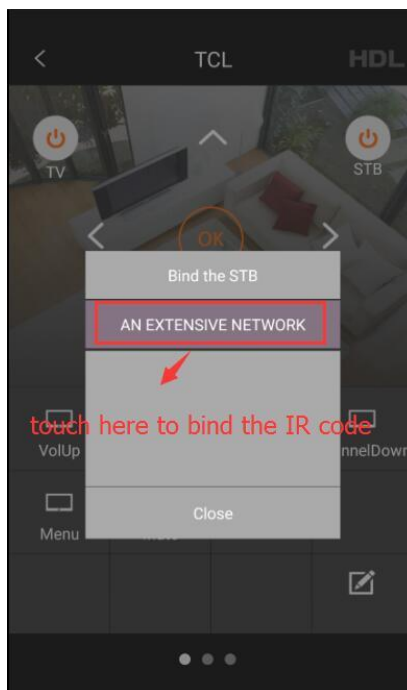 TCL HDL
TV STB
OK
Bind the STB
AN EXTENSIVE NETWORK
touch here to bind the IR code
VolUp nnelDown
Close
Menu Mute